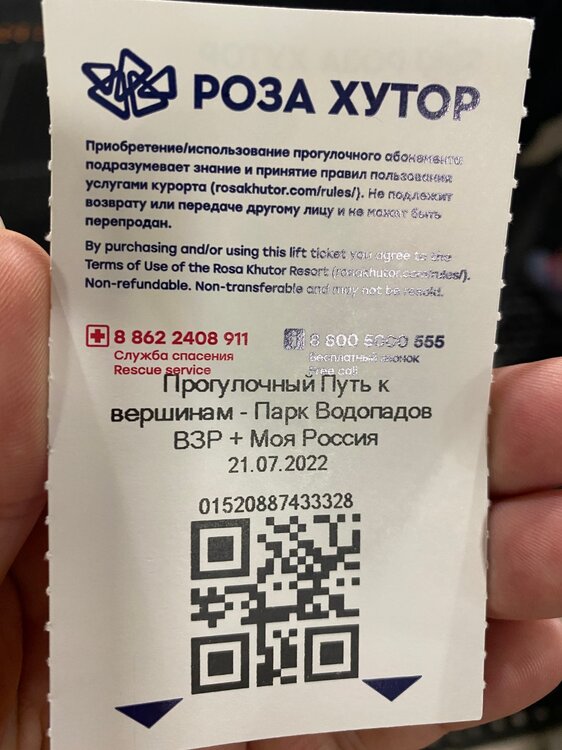 РОЗА ХУТОР
Приобретение/использование прогулочного абонемента
подразумевает знание и принятие правил пользования
услугами курорта (rosakhutor.com/rules/). Не подлежит
возврату или передаче другому лицу и не может быть
перепродан.
By purchasing and/or using this lift ticket you agree to the
Terms of Use of the Rosa Khutor Resort (rosakhutor.com/rules/).
Non-refundable. Non-transferable and may not be resold.
8 862 2408 911
Служба спасения
Rescue service
8 800 5000 555
Бесплатный звонок
Free call
Прогулочный Путь к
вершинам - Парк Водопадов
ВЗР + Моя Россия
21.07.2022
01520887433328